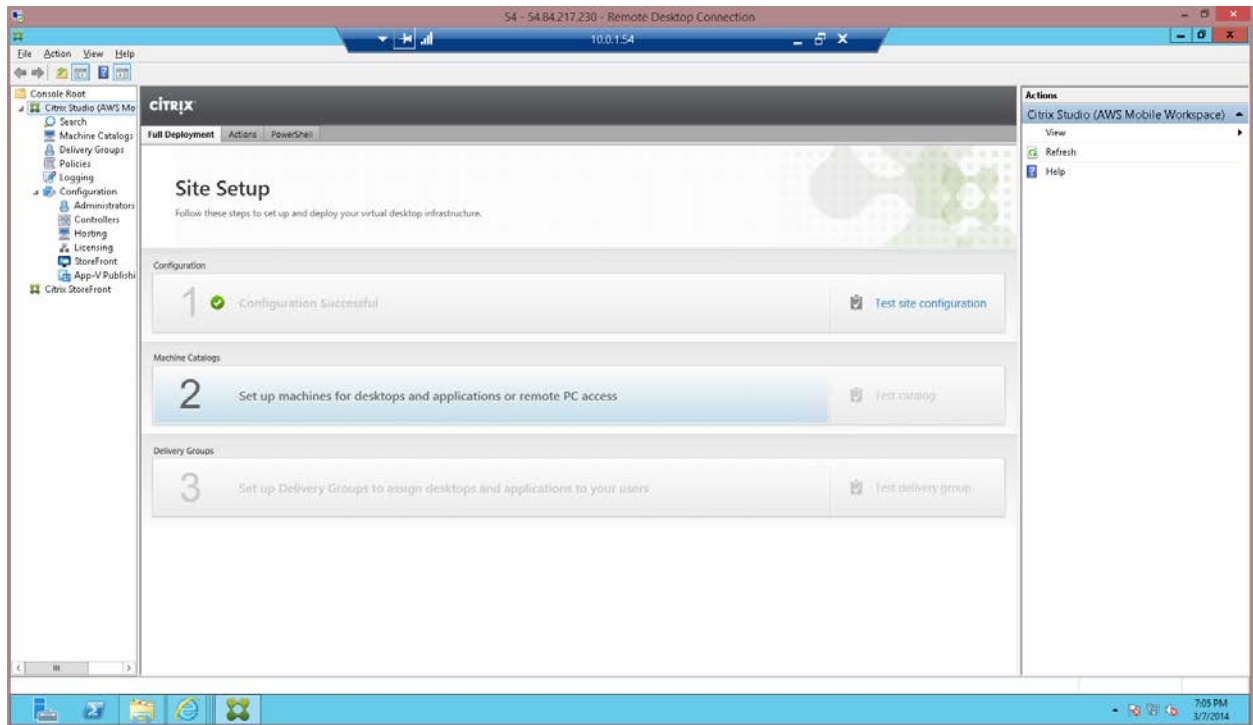 54 - 54.84.217.230 - Remote Desktop Connection
10.0.1.54
File Action View Help
Console Root
Citrix Studio (AWS Mo
Search
Machine Catalogs
Delivery Groups
Policies
Logging
Configuration
Administrators
Controllers
Hosting
Licensing
StoreFront
App-V Publishi
Citrix StoreFront
CITRIX
Full Deployment Actions PowerShell
Site Setup
Follow these steps to set up and deploy your virtual desktop infrastructure.
Configuration
1 Configuration Successful Test site configuration
Machine Catalogs
2 Set up machines for desktops and applications or remote PC access Test catalog
Delivery Groups
3 Set up Delivery Groups to assign desktops and applications to your users Test delivery group
Actions
Citrix Studio (AWS Mobile Workspace)
View
Refresh
Help
7:05 PM
3/7/2014